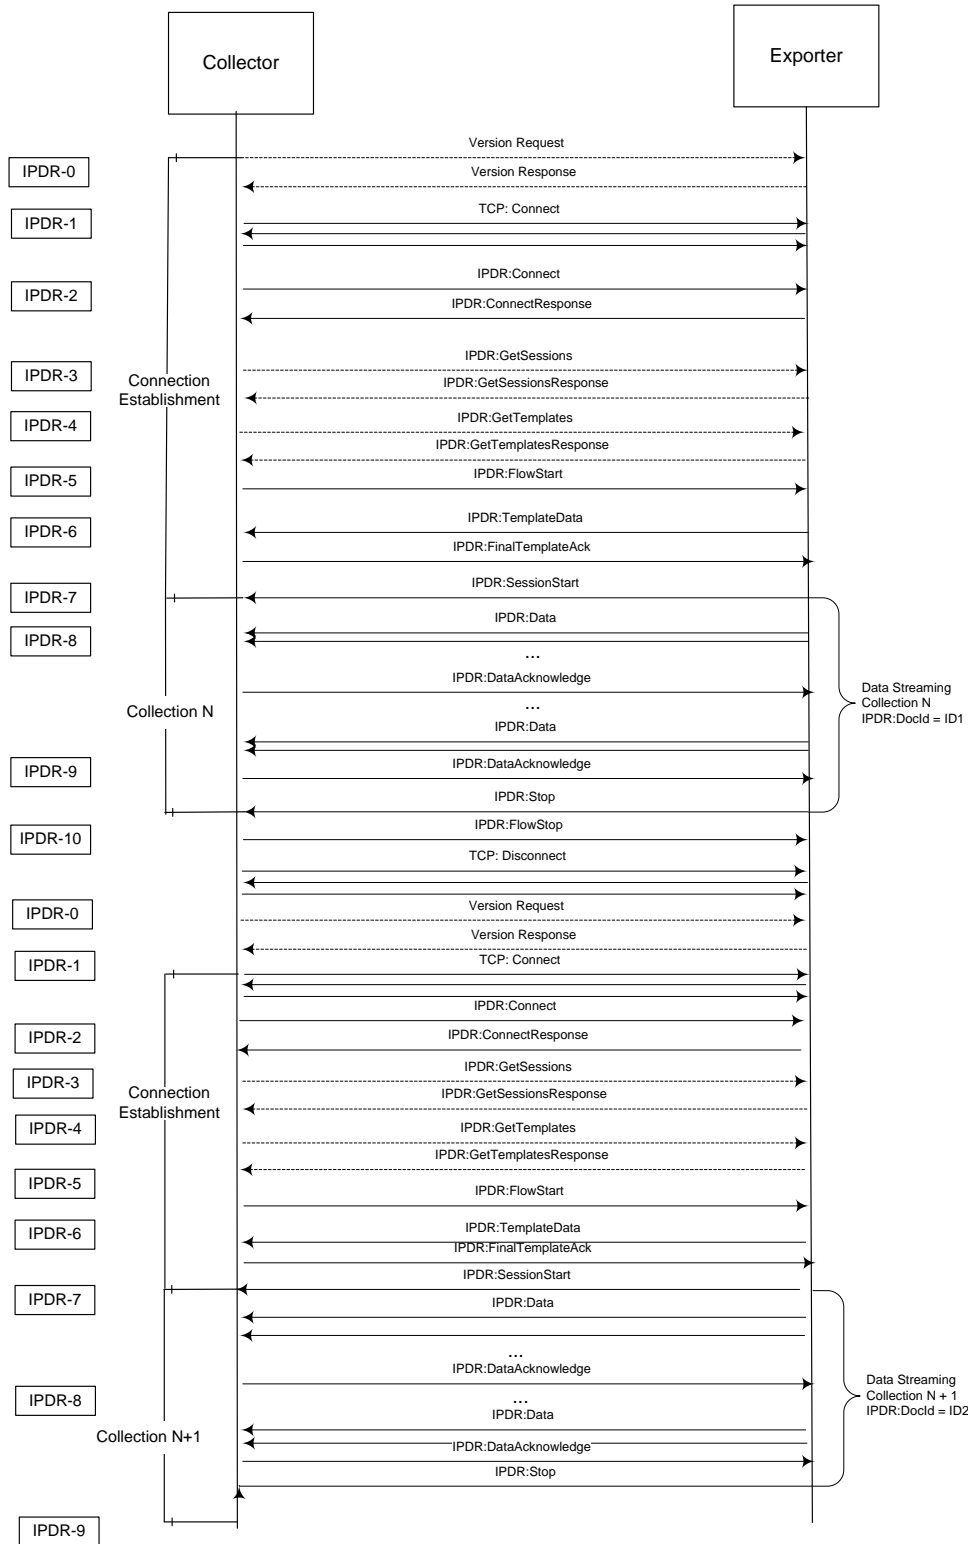 Collector
Exporter
Version Request
IPDR-0
Version Response
TCP: Connect
IPDR-1
IPDR:Connect
IPDR-2
IPDR:ConnectResponse
IPDR:GetSessions
IPDR-3
Connection
Establishment
IPDR:GetSessionsResponse
IPDR:GetTemplates
IPDR-4
IPDR:GetTemplatesResponse
IPDR-5
IPDR:FlowStart
IPDR:TemplateData
IPDR-6
IPDR:FinalTemplateAck
IPDR:SessionStart
IPDR-7
IPDR:Data
IPDR-8
...
IPDR:DataAcknowledge
Data Streaming
Collection N
IPDR:DocId = ID1
...
Collection N
IPDR:Data
IPDR:DataAcknowledge
IPDR-9
IPDR:Stop
IPDR:FlowStop
IPDR-10
TCP: Disconnect
Version Request
IPDR-0
Version Response
TCP: Connect
IPDR-1
IPDR:Connect
IPDR-2
IPDR:ConnectResponse
IPDR:GetSessions
IPDR-3
Connection
Establishment
IPDR:GetSessionsResponse
IPDR:GetTemplates
IPDR-4
IPDR:GetTemplatesResponse
IPDR-5
IPDR:FlowStart
IPDR:TemplateData
IPDR-6
IPDR:FinalTemplateAck
IPDR:SessionStart
IPDR-7
IPDR:Data
...
IPDR:DataAcknowledge
Data Streaming
Collection N + 1
IPDR:DocId = ID2
IPDR-8
...
IPDR:Data
Collection N+1
IPDR:DataAcknowledge
IPDR:Stop
IPDR-9